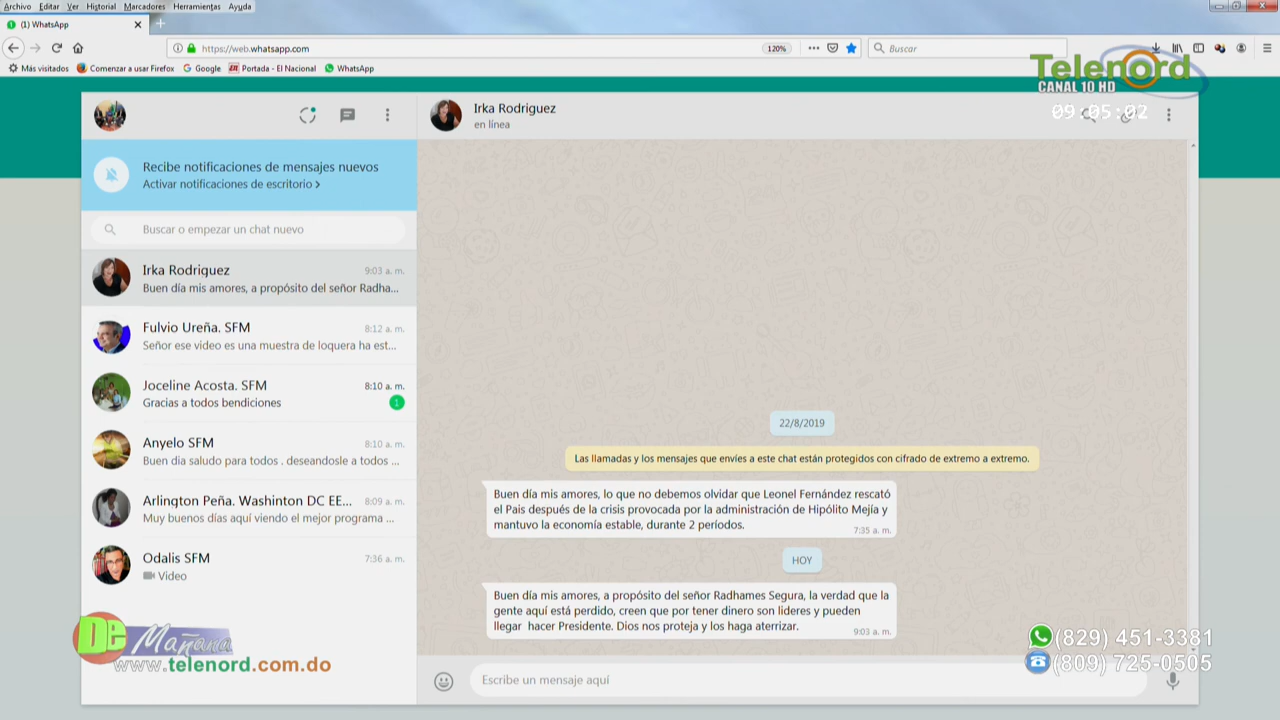 Archivo Editar Ver Historial Marcadores Herramientas Ayuda
(1) WhatsApp
https://web.whatsapp.com
120%
Buscar
Más visitados Comenzar a usar Firefox Google Portada - El Nacional WhatsApp
Telenord
CANAL 10 HD
09:05:02
Irka Rodriguez
en línea
Recibe notificaciones de mensajes nuevos
Activar notificaciones de escritorio >
Buscar o empezar un chat nuevo
Irka Rodriguez 9:03 a. m.
Buen día mis amores, a propósito del señor Radha...
Fulvio Ureña. SFM 8:12 a. m.
Señor ese video es una muestra de loquera ha est...
Joceline Acosta. SFM 8:10 a. m.
Gracias a todos bendiciones 1
Anyelo SFM 8:10 a. m.
Buen dia saludo para todos . deseandosle a todos ...
Arlington Peña. Washinton DC EE... 8:09 a. m.
Muy buenos días aquí viendo el mejor programa ...
Odalis SFM 7:36 a. m.
Video
22/8/2019
Las llamadas y los mensajes que envíes a este chat están protegidos con cifrado de extremo a extremo.
Buen día mis amores, lo que no debemos olvidar que Leonel Fernández rescató
el Pais después de la crisis provocada por la administración de Hipólito Mejía y
mantuvo la economía estable, durante 2 períodos.
7:35 a. m.
HOY
Buen día mis amores, a propósito del señor Radhames Segura, la verdad que la
gente aquí está perdido, creen que por tener dinero son lideres y pueden
llegar hacer Presidente. Dios nos proteja y los haga aterrizar.
9:03 a. m.
Escribe un mensaje aquí
De Mañana
www.telenord.com.do
(829) 451-3381
(809) 725-0505